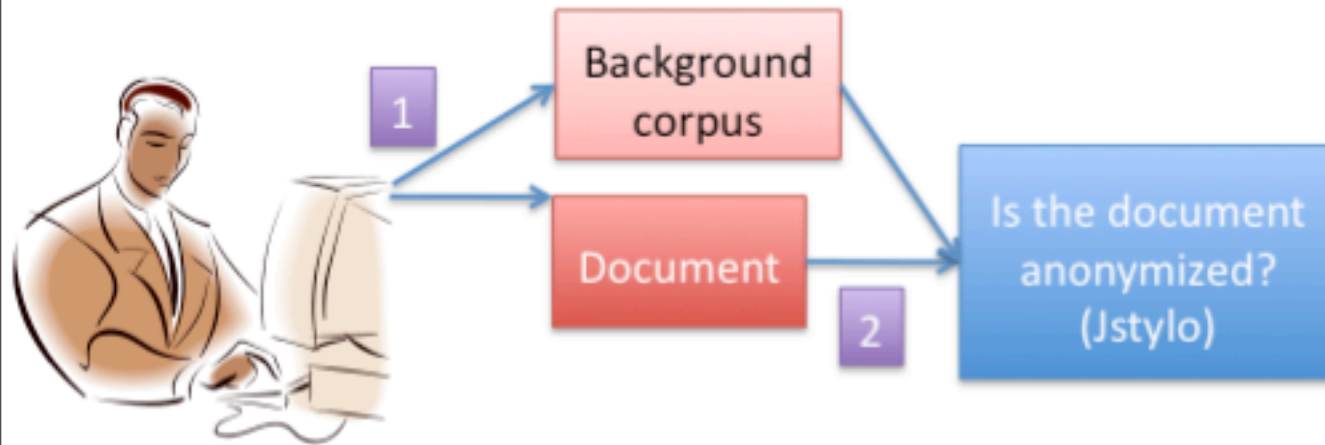 1
Background
corpus
Document
2
Is the document
anonymized?
(Jstylo)